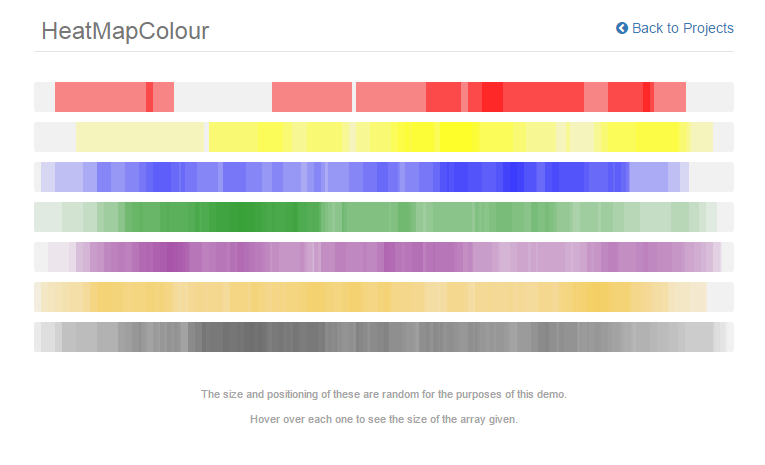 HeatMapColour
Back to Projects
The size and positioning of these are random for the purposes of this demo.
Hover over each one to see the size of the array given.